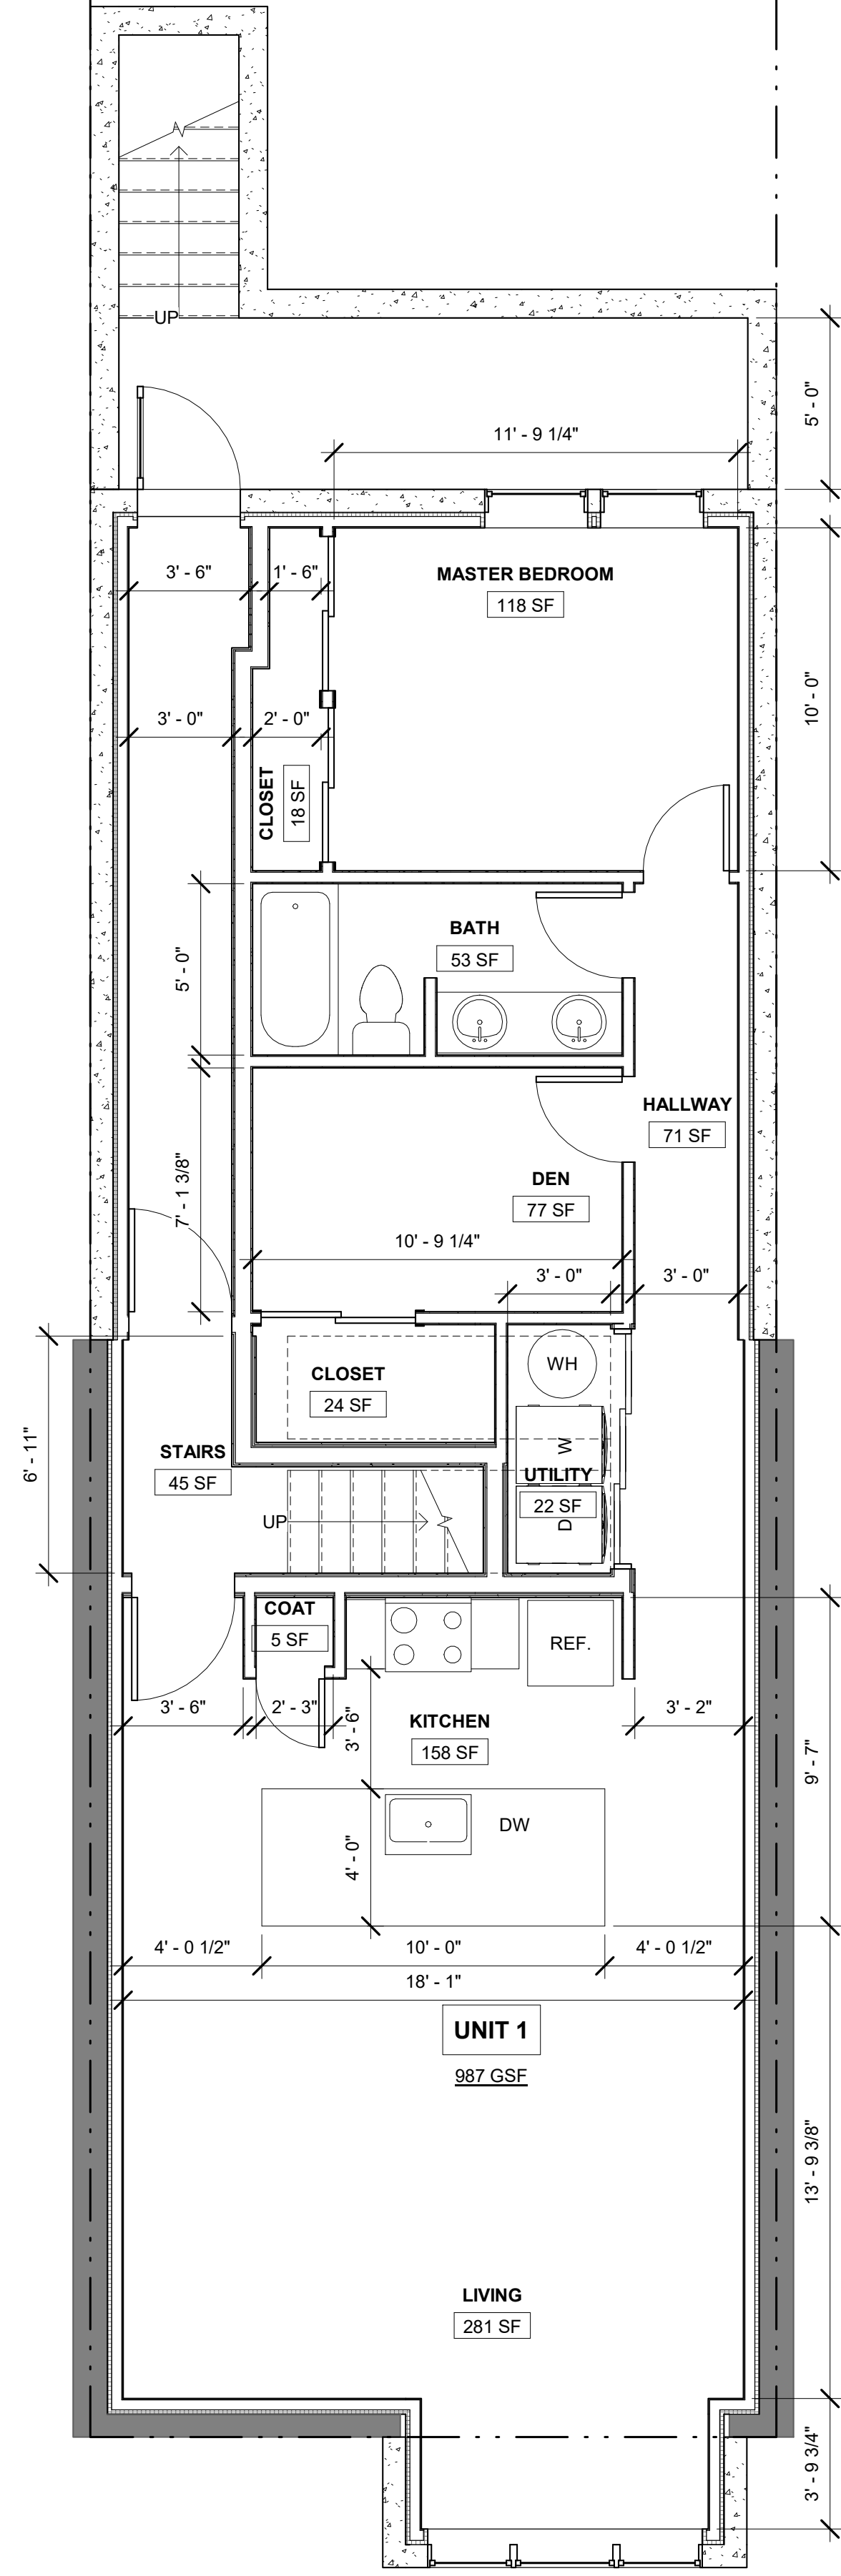 UP
5' - 0"
11' - 9 1/4"
3' - 6"
1' - 6"
MASTER BEDROOM
118 SF
10' - 0"
3' - 0"
2' - 0"
CLOSET
18 SF
BATH
53 SF
5' - 0"
HALLWAY
71 SF
DEN
77 SF
7' - 1 3/8"
10' - 9 1/4"
3' - 0"
3' - 0"
WH
CLOSET
24 SF
6' - 11"
STAIRS
45 SF
W
UTILITY
22 SF
D
UP
COAT
5 SF
REF.
3' - 6"
2' - 3"
3' - 6"
KITCHEN
158 SF
3' - 2"
9' - 7"
DW
4' - 0"
4' - 0 1/2"
10' - 0"
4' - 0 1/2"
18' - 1"
UNIT 1
987 GSF
13' - 9 3/8"
LIVING
281 SF
3' - 9 3/4"